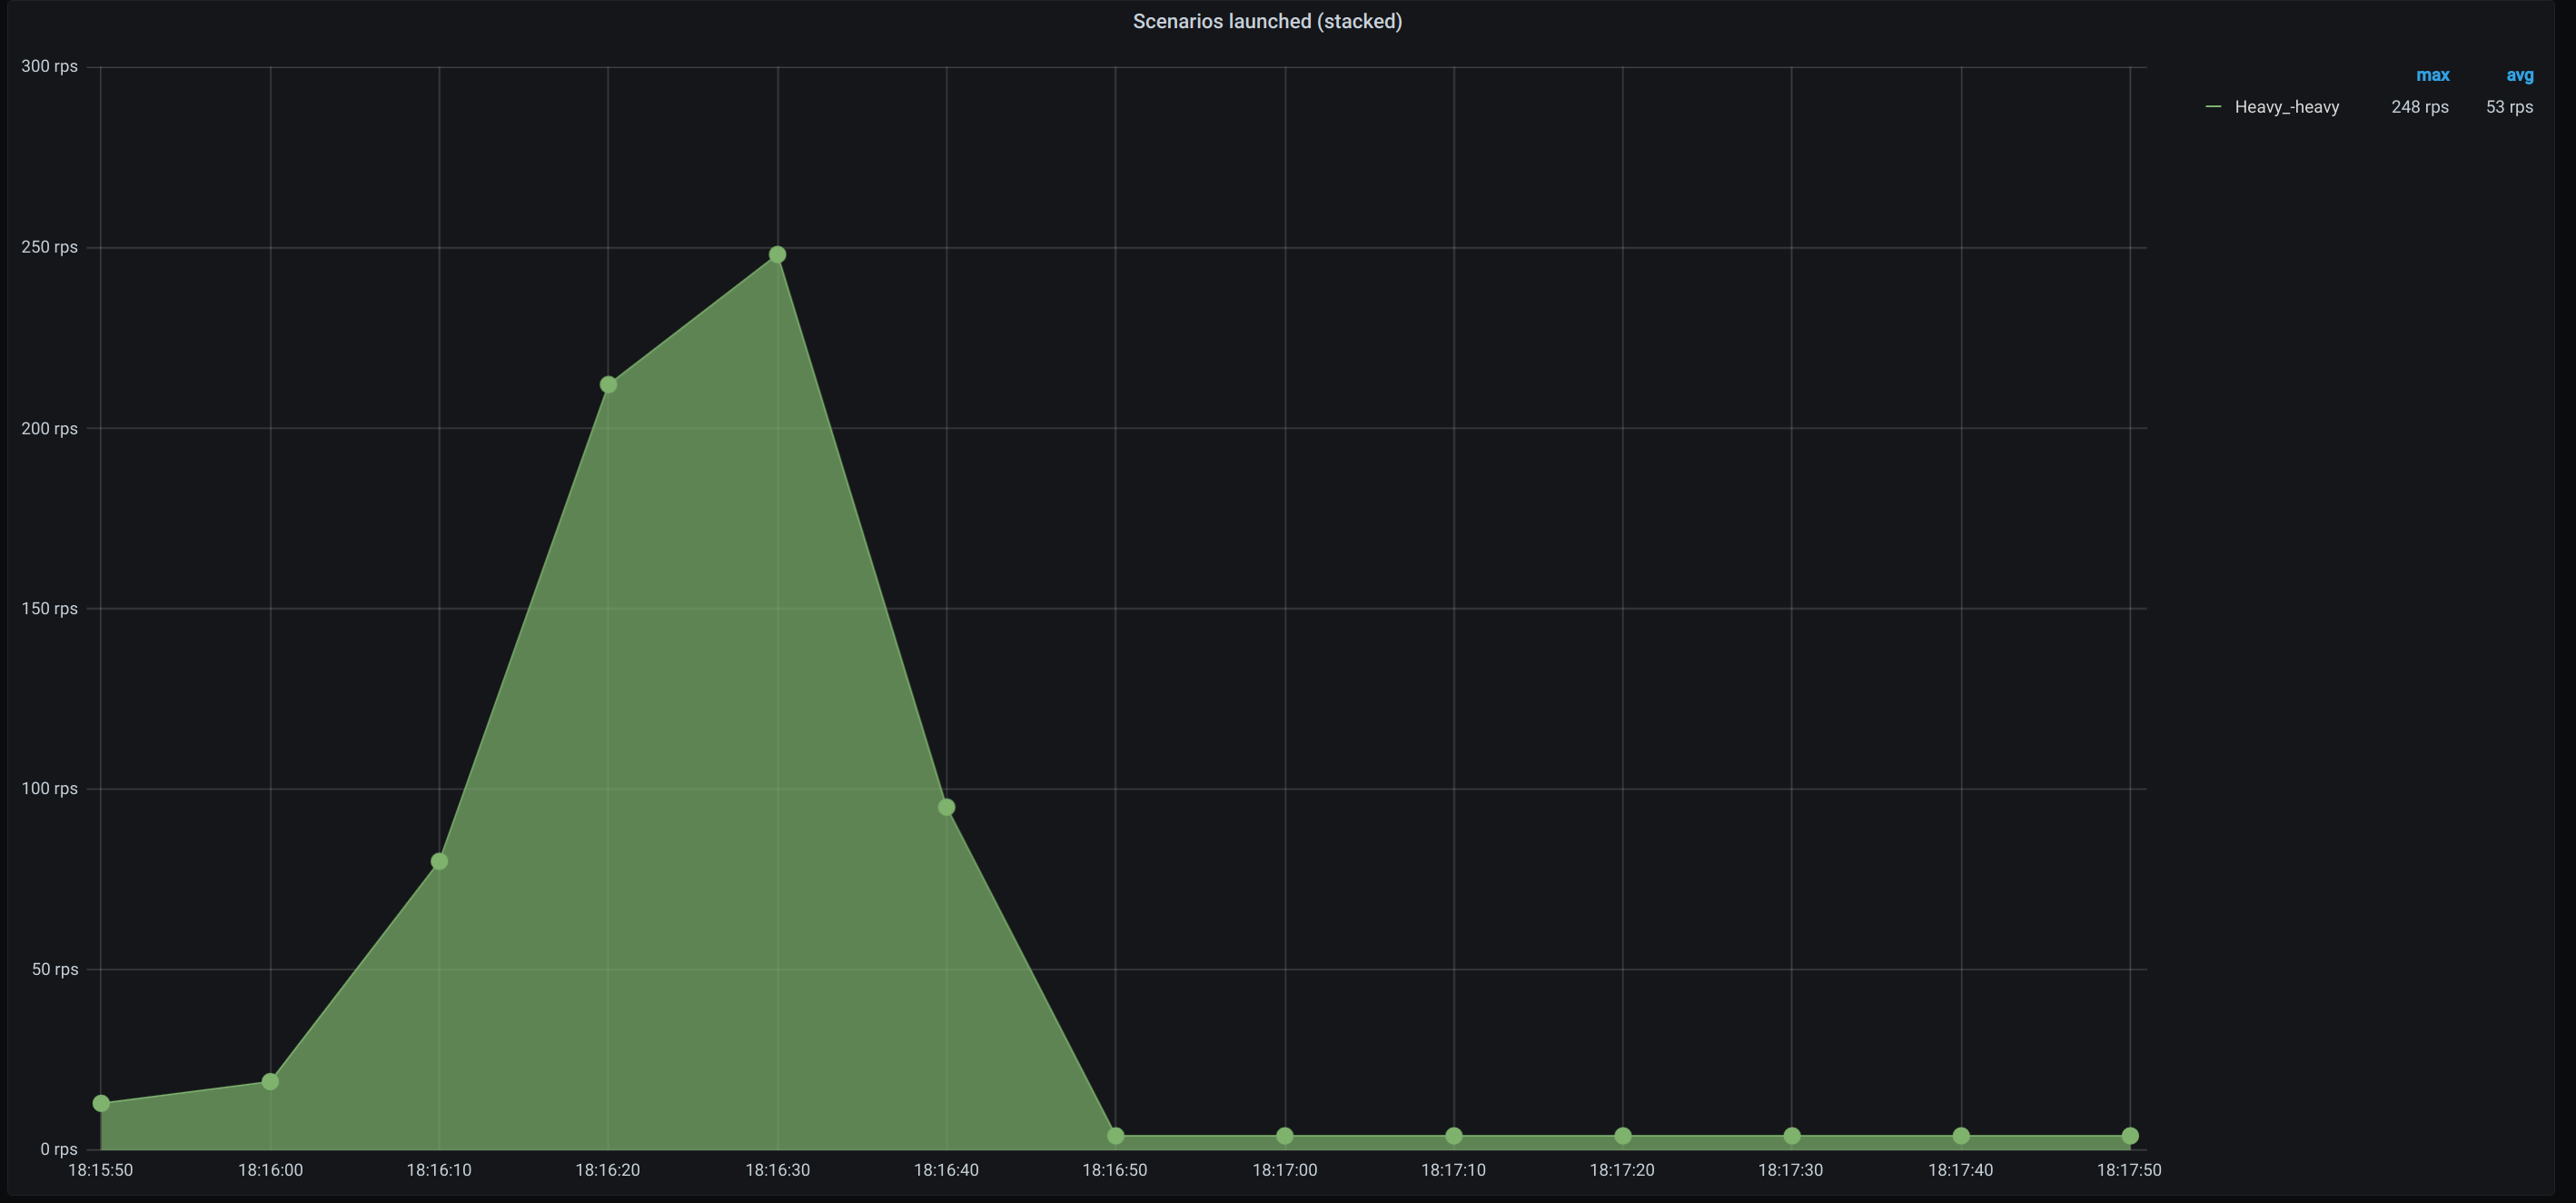 Scenarios launched (stacked)
300 rps
250 rps
200 rps
150 rps
100 rps
50 rps
0 rps
18:15:50 18:16:00 18:16:10 18:16:20 18:16:30 18:16:40 18:16:50 18:17:00 18:17:10 18:17:20 18:17:30 18:17:40 18:17:50
max avg
Heavy_-heavy 248 rps 53 rps